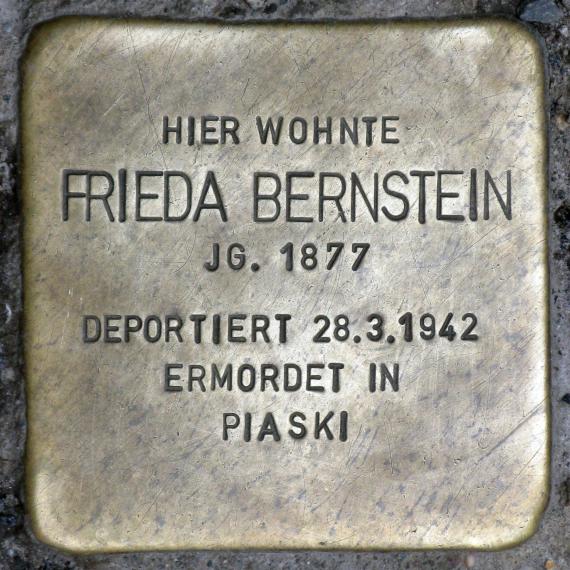 HIER WOHNTE
FRIEDA BERNSTEIN
JG. 1877
DEPORTIERT 28.3.1942
ERMORDET IN
PIASKI